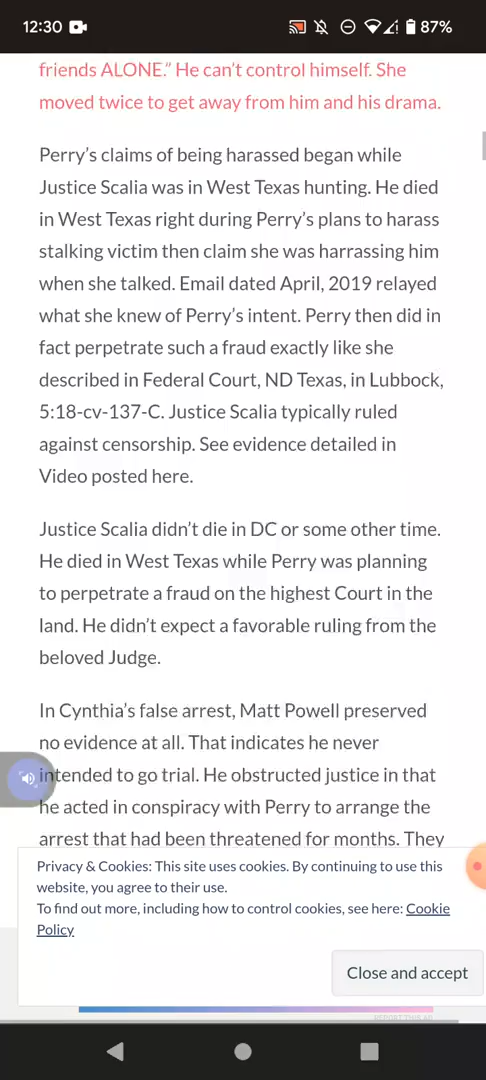 12:30
87%
friends ALONE.” He can’t control himself. She
moved twice to get away from him and his drama.
Perry’s claims of being harassed began while
Justice Scalia was in West Texas hunting. He died
in West Texas right during Perry’s plans to harass
stalking victim then claim she was harrassing him
when she talked. Email dated April, 2019 relayed
what she knew of Perry’s intent. Perry then did in
fact perpetrate such a fraud exactly like she
described in Federal Court, ND Texas, in Lubbock,
5:18-cv-137-C. Justice Scalia typically ruled
against censorship. See evidence detailed in
Video posted here.
Justice Scalia didn’t die in DC or some other time.
He died in West Texas while Perry was planning
to perpetrate a fraud on the highest Court in the
land. He didn’t expect a favorable ruling from the
beloved Judge.
In Cynthia’s false arrest, Matt Powell preserved
no evidence at all. That indicates he never
intended to go trial. He obstructed justice in that
he acted in conspiracy with Perry to arrange the
arrest that had been threatened for months. They
Privacy & Cookies: This site uses cookies. By continuing to use this
website, you agree to their use.
To find out more, including how to control cookies, see here: Cookie
Policy
Close and accept
REPORT THIS AD